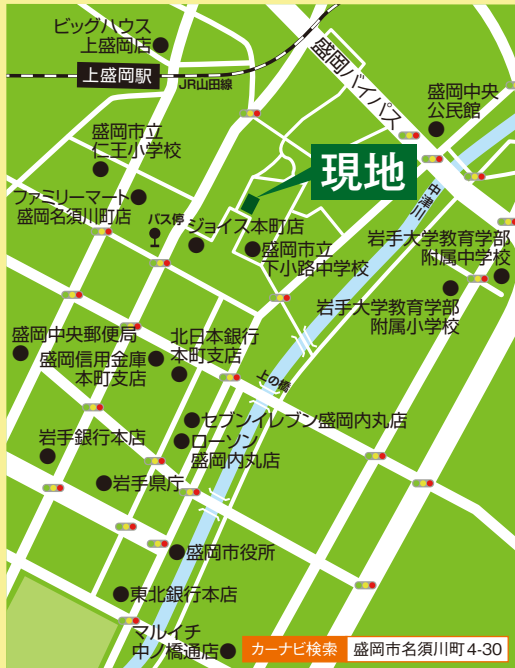 ビッグハウス
上盛岡店
上盛岡駅
JR山田線
盛岡バイパス
盛岡中央
公民館
盛岡市立
仁王小学校
現地
中津川
ファミリーマート
盛岡名須川町店
バス停
ジョイス本町店
盛岡市立
下小路中学校
岩手大学教育学部
附属中学校
岩手大学教育学部
附属小学校
盛岡中央郵便局
盛岡信用金庫
本町支店
北日本銀行
本町支店
上の橋
セブンイレブン盛岡内丸店
ローソン
盛岡内丸店
岩手銀行本店
岩手県庁
盛岡市役所
東北銀行本店
マルイチ
中ノ橋通店
カーナビ検索 盛岡市名須川町4-30